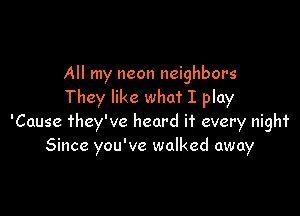 All my neon neighbors
They like what I play
'Cause they've heard it every night
Since you've walked away